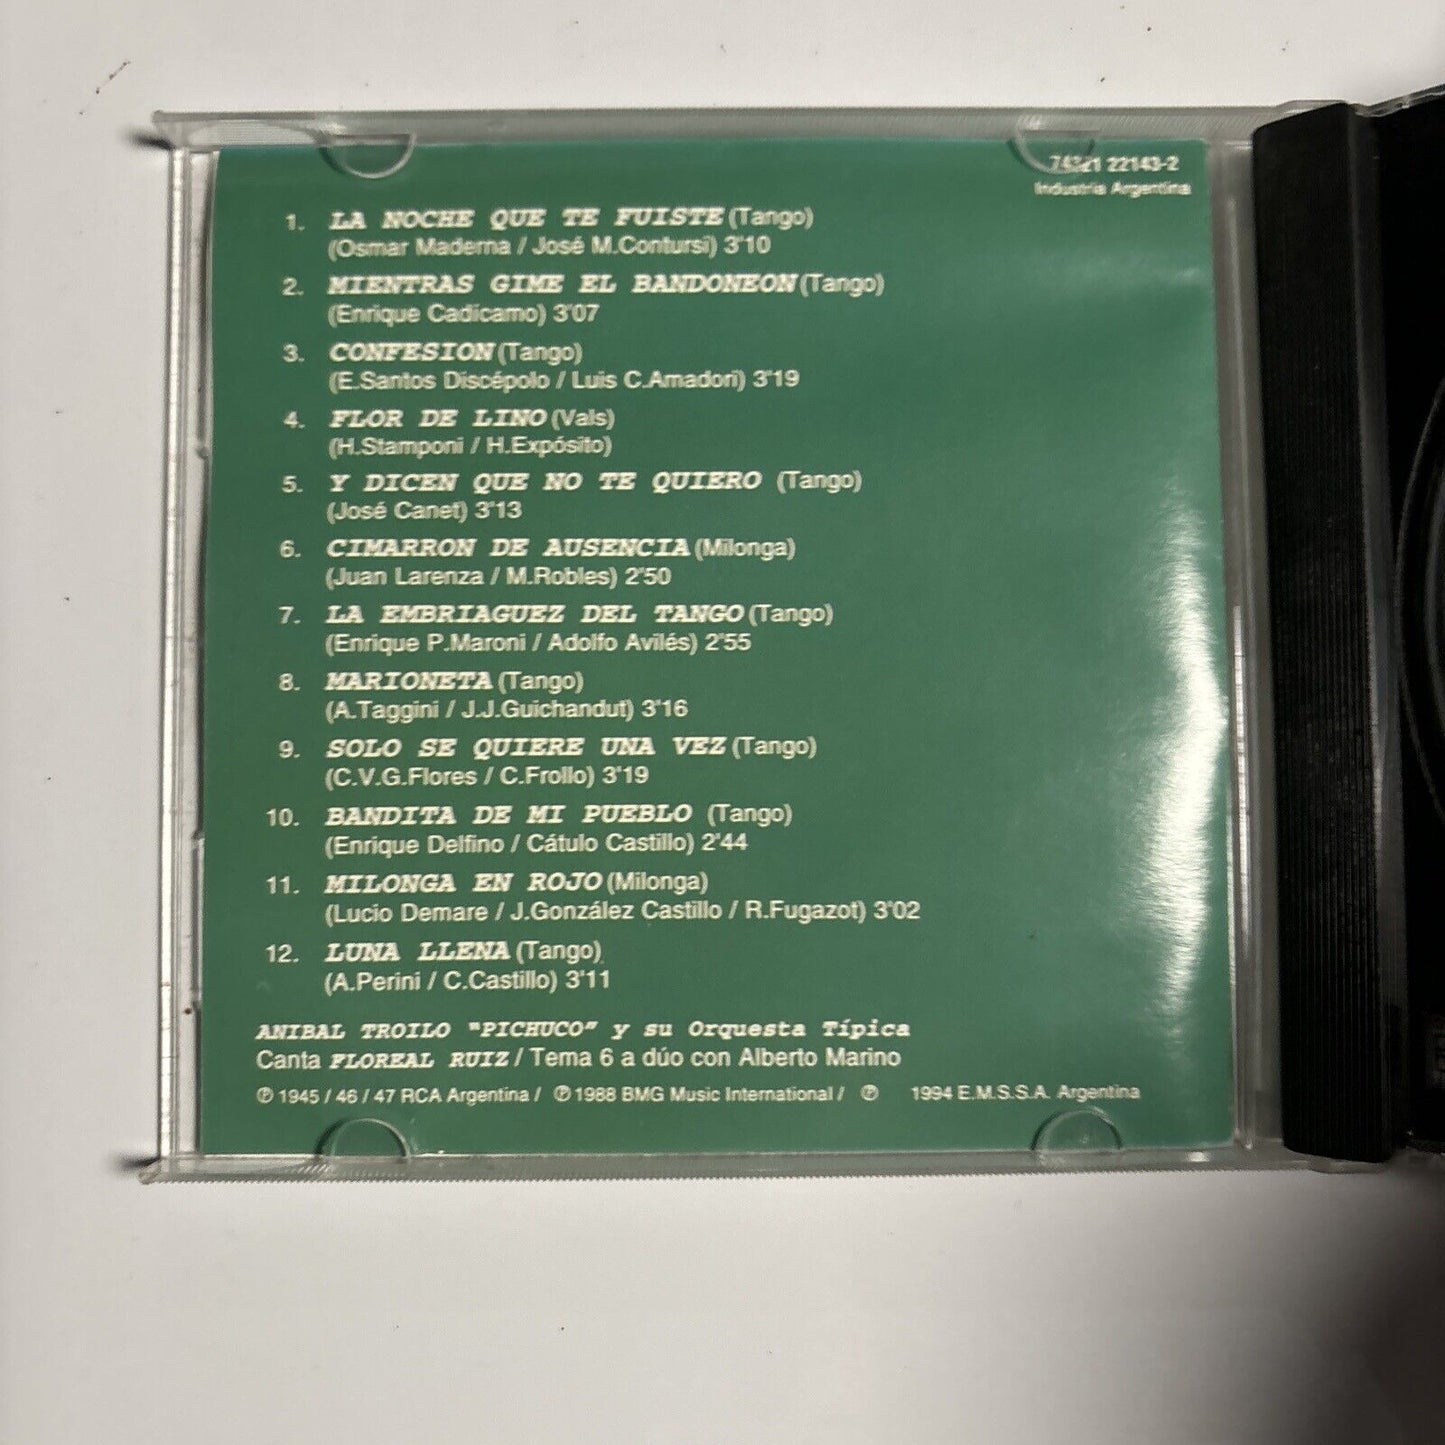 74321 22143-2
Industria Argentina
1. LA NOCHE QUE TE FUISTE (Tango)
(Osmar Maderna / José M.Contursi) 3'10
2. MIENTRAS GIME EL BANDONEON (Tango)
(Enrique Cadícamo) 3'07
3. CONFESION (Tango)
(E.Santos Discépolo / Luis C.Amadori) 3'19
4. FLOR DE LINO (Vals)
(H.Stamponi / H.Expósito)
5. Y DICEN QUE NO TE QUIERO (Tango)
(José Canet) 3'13
6. CIMARRON DE AUSENCIA (Milonga)
(Juan Larenza / M.Robles) 2'50
7. LA EMBRIAGUEZ DEL TANGO (Tango)
(Enrique P.Maroni / Adolfo Avilés) 2'55
8. MARIONETA (Tango)
(A.Taggini / J.J.Guichandut) 3'16
9. SOLO SE QUIERE UNA VEZ (Tango)
(C.V.G.Flores / C.Frollo) 3'19
10. BANDITA DE MI PUEBLO (Tango)
(Enrique Delfino / Cátulo Castillo) 2'44
11. MILONGA EN ROJO (Milonga)
(Lucio Demare / J.González Castillo / R.Fugazot) 3'02
12. LUNA LLENA (Tango)
(A.Perini / C.Castillo) 3'11
ANIBAL TROILO "PICHUCO" y su Orquesta Típica
Canta FLOREAL RUIZ / Tema 6 a dúo con Alberto Marino
℗ 1945 / 46 / 47 RCA Argentina / ℗ 1988 BMG Music International / ℗ 1994 E.M.S.S.A. Argentina